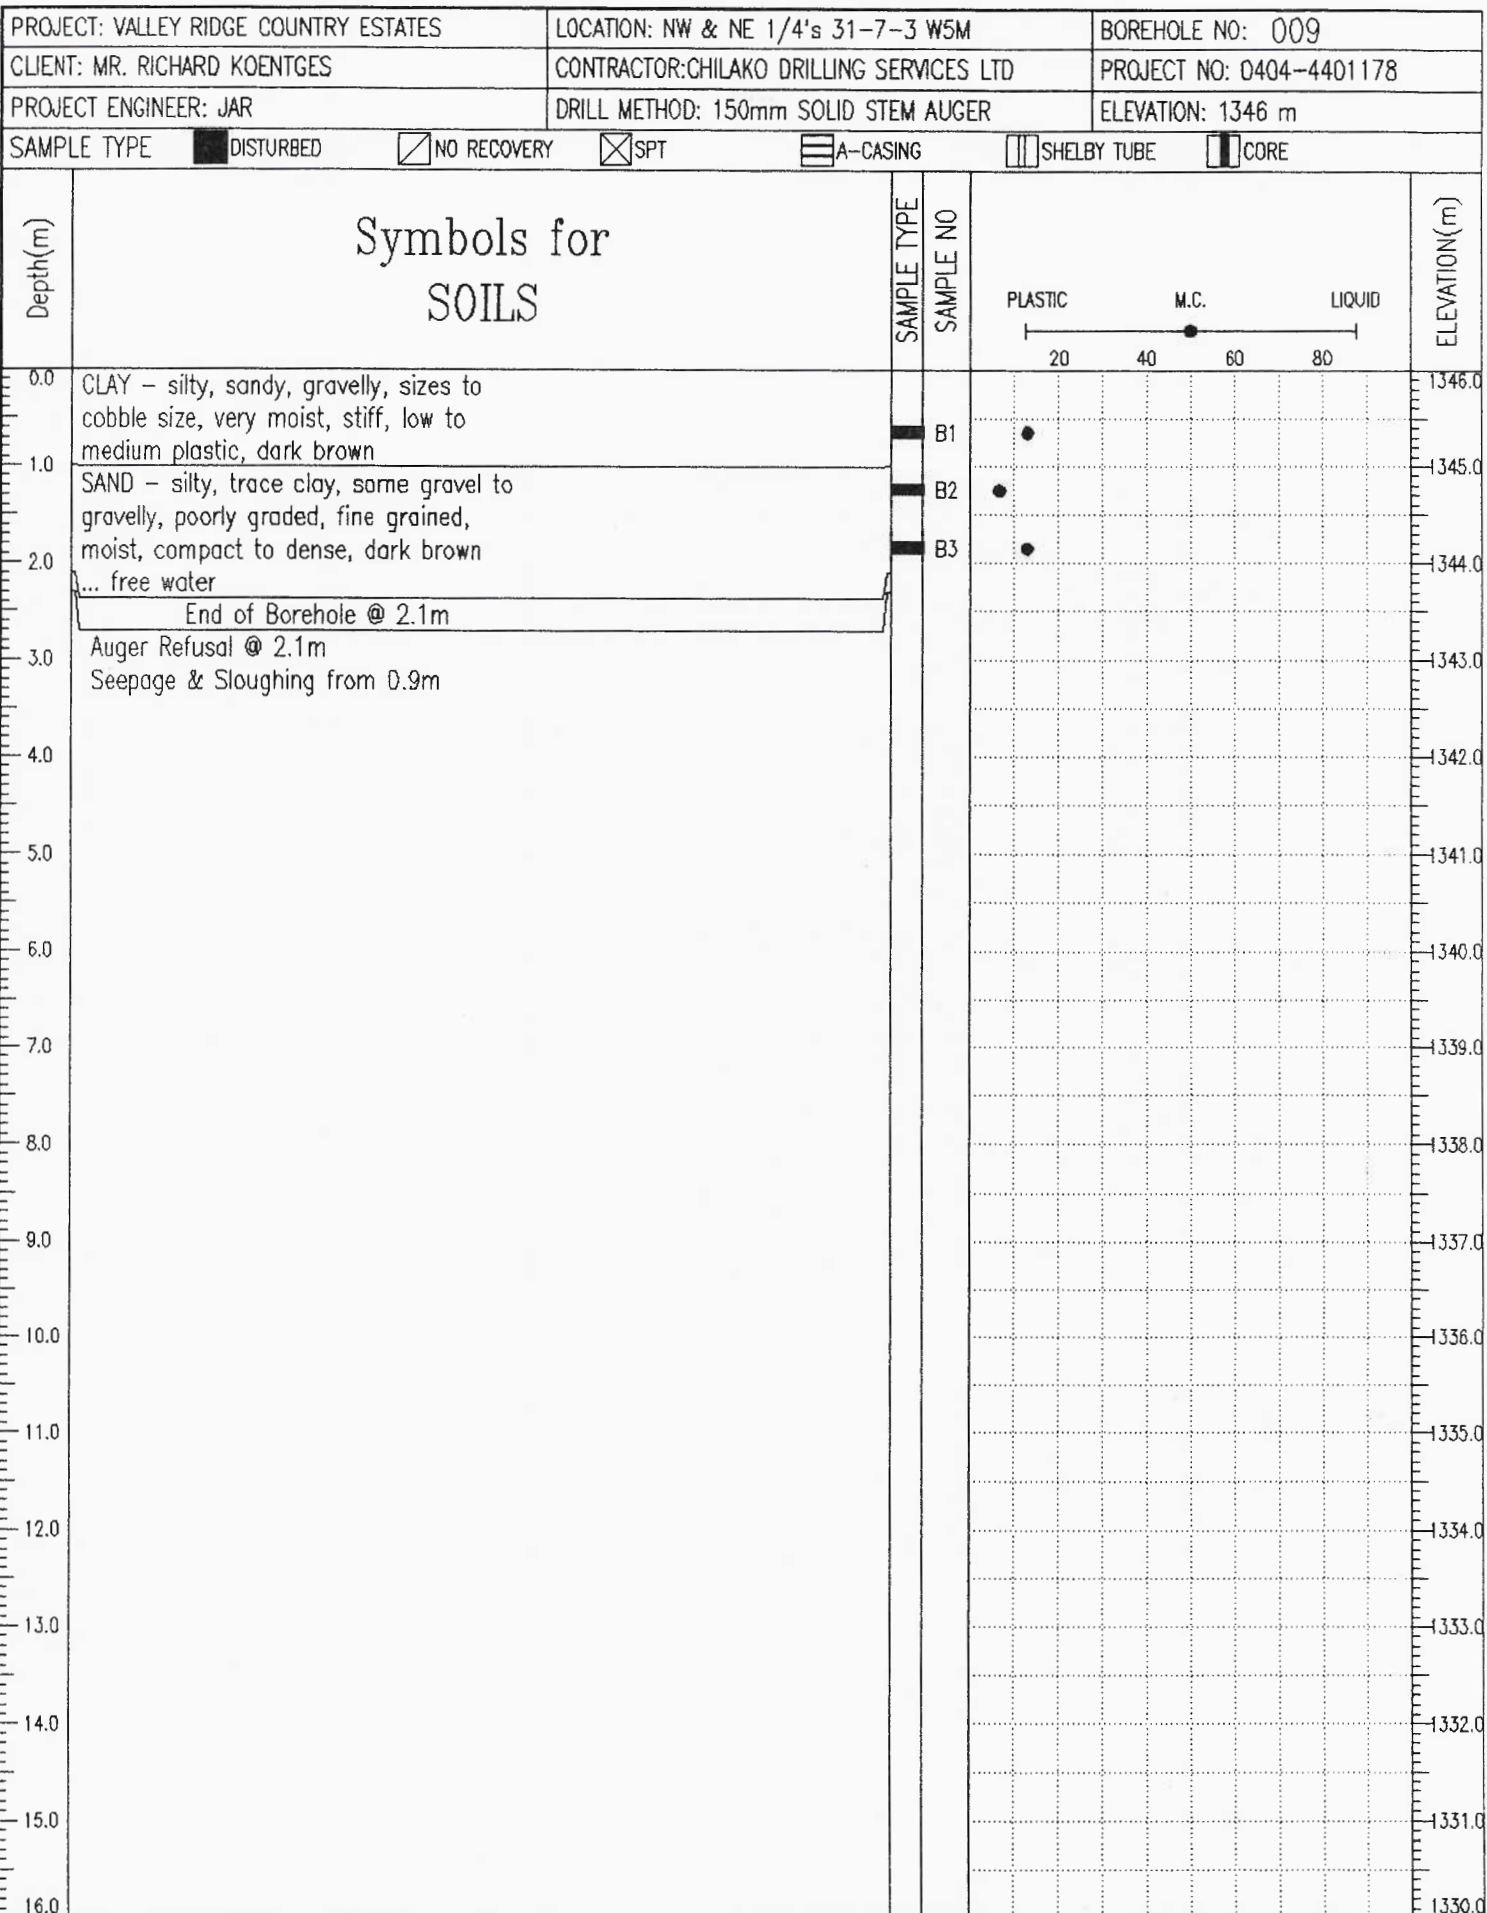 PROJECT: VALLEY RIDGE COUNTRY ESTATES
LOCATION: NW & NE 1/4's 31-7-3 W5M
BOREHOLE NO: 009
CLIENT: MR. RICHARD KOENTGES
CONTRACTOR:CHILAKO DRILLING SERVICES LTD
PROJECT NO: 0404-4401178
PROJECT ENGINEER: JAR
DRILL METHOD: 150mm SOLID STEM AUGER
ELEVATION: 1346 m
SAMPLE TYPE DISTURBED NO RECOVERY SPT A-CASING SHELBY TUBE CORE
Depth(m)
Symbols for
SOILS
SAMPLE TYPE
SAMPLE NO
PLASTIC M.C. LIQUID
20 40 60 80
ELEVATION(m)
0.0
CLAY – silty, sandy, gravelly, sizes to
cobble size, very moist, stiff, low to
medium plastic, dark brown
B1
1346.0
1.0
SAND – silty, trace clay, some gravel to
gravelly, poorly graded, fine grained,
moist, compact to dense, dark brown
... free water
B2
B3
1345.0
2.0
1344.0
End of Borehole @ 2.1m
Auger Refusal @ 2.1m
Seepage & Sloughing from 0.9m
3.0
1343.0
4.0
1342.0
5.0
1341.0
6.0
1340.0
7.0
1339.0
8.0
1338.0
9.0
1337.0
10.0
1336.0
11.0
1335.0
12.0
1334.0
13.0
1333.0
14.0
1332.0
15.0
1331.0
16.0
1330.0